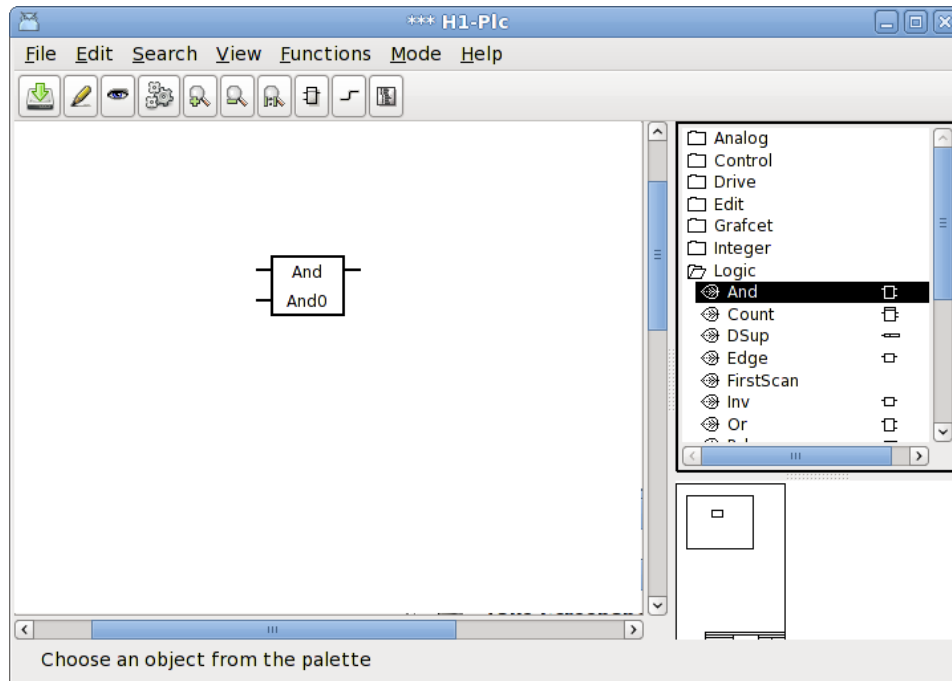 *** H1-Plc
File Edit Search View Functions Mode Help
And
And0
Analog
Control
Drive
Edit
Grafcet
Integer
Logic
And
Count
DSup
Edge
FirstScan
Inv
Or
Choose an object from the palette